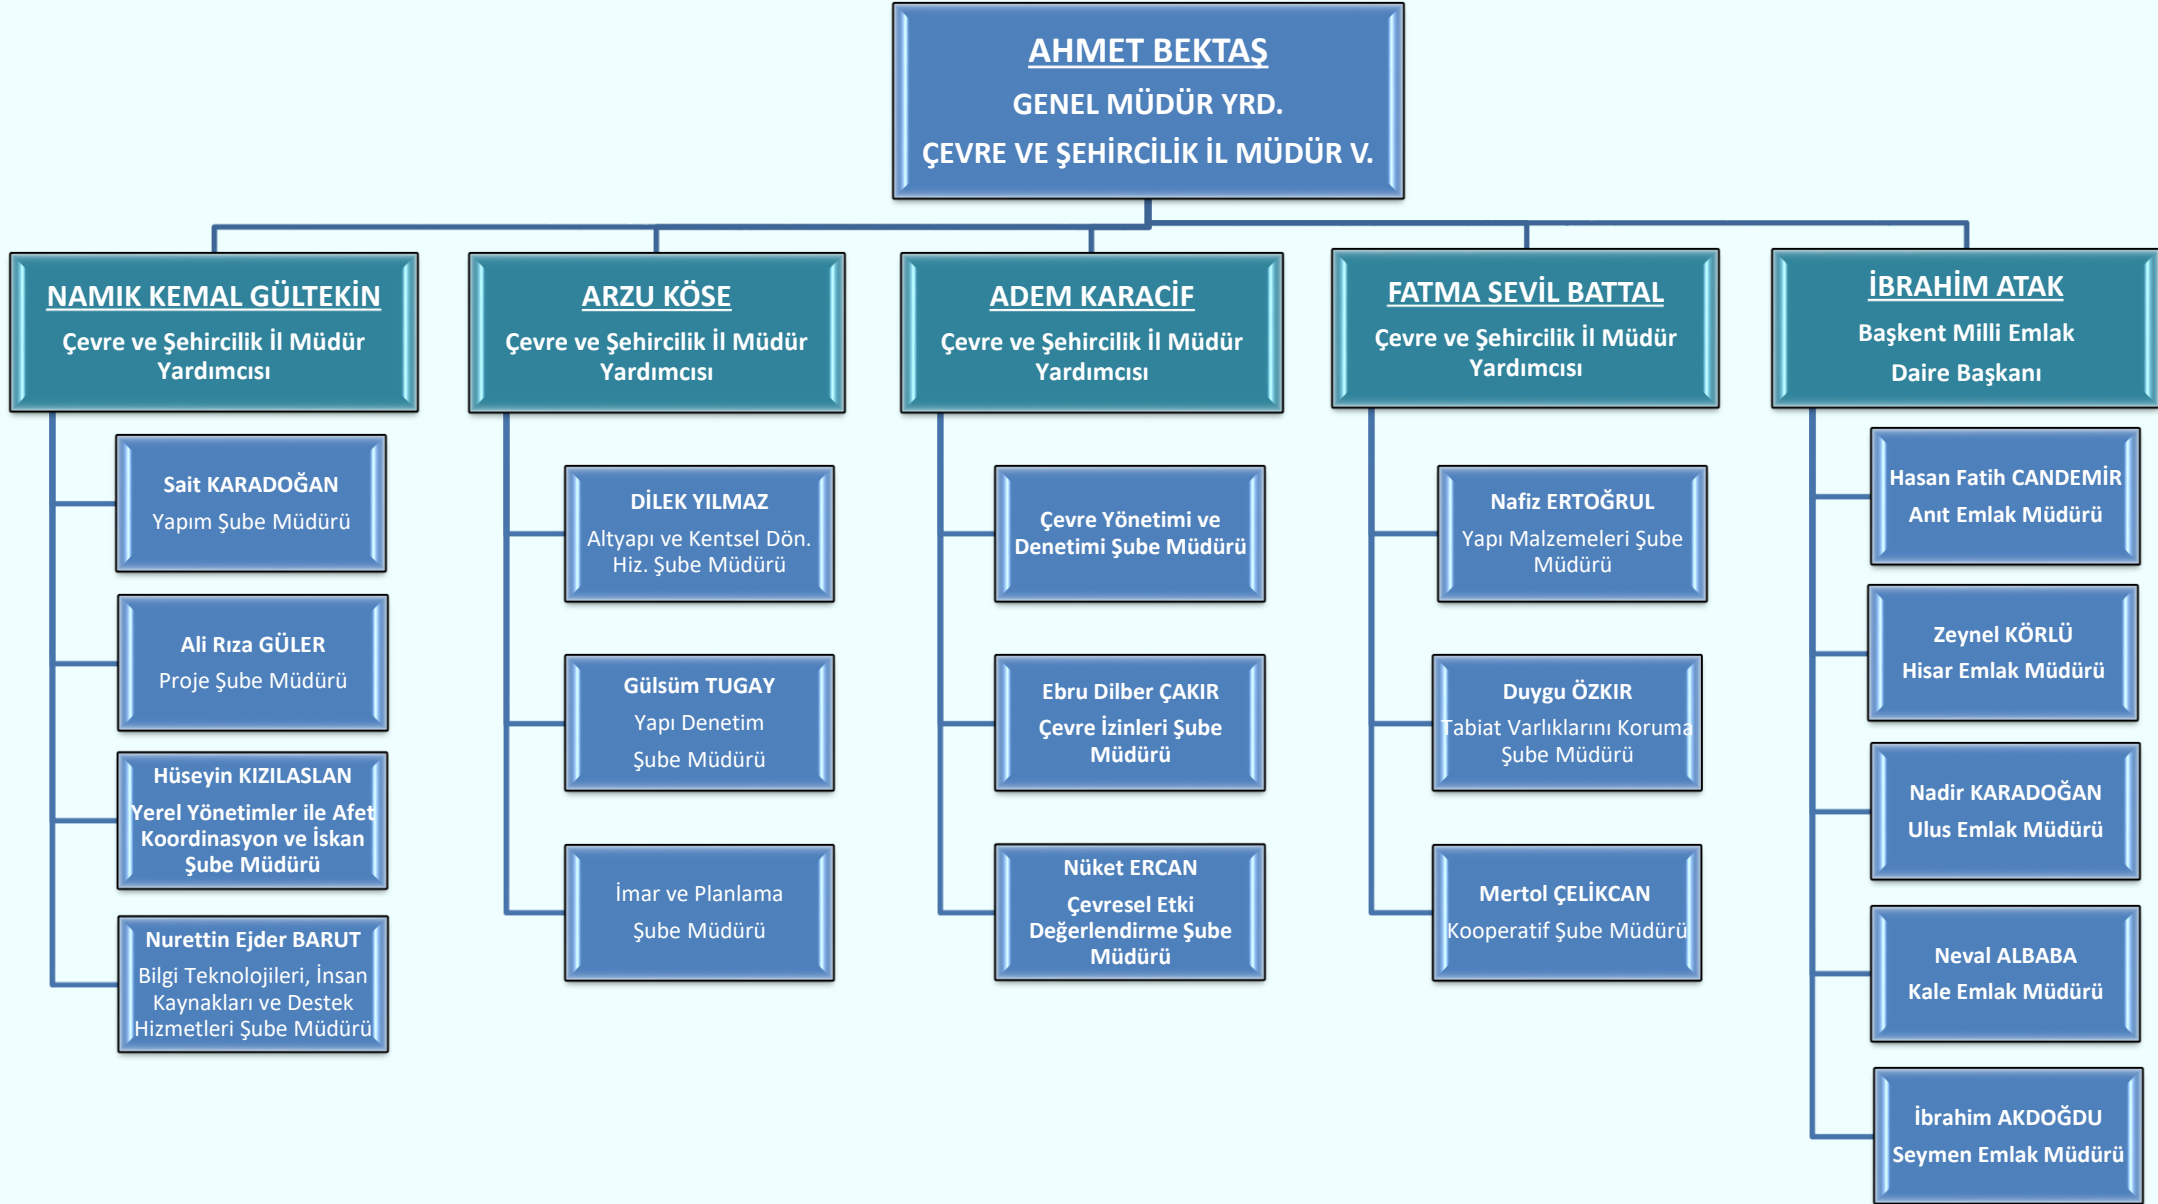 AHMET BEKTAŞ
GENEL MÜDÜR YRD.
ÇEVRE VE ŞEHİRCİLİK İL MÜDÜR V.
NAMIK KEMAL GÜLTEKİN
Çevre ve Şehircilik İl Müdür
Yardımcısı
Sait KARADOĞAN
Yapım Şube Müdürü
Ali Rıza GÜLER
Proje Şube Müdürü
Hüseyin KIZILASLAN
Yerel Yönetimler ile Afet
Koordinasyon ve İskan
Şube Müdürü
Nurettin Ejder BARUT
Bilgi Teknolojileri, İnsan
Kaynakları ve Destek
Hizmetleri Şube Müdürü
ARZU KÖSE
Çevre ve Şehircilik İl Müdür
Yardımcısı
DİLEK YILMAZ
Altyapı ve Kentsel Dön.
Hiz. Şube Müdürü
Gülsüm TUGAY
Yapı Denetim
Şube Müdürü
İmar ve Planlama
Şube Müdürü
ADEM KARACİF
Çevre ve Şehircilik İl Müdür
Yardımcısı
Çevre Yönetimi ve
Denetimi Şube Müdürü
Ebru Dilber ÇAKIR
Çevre İzinleri Şube
Müdürü
Nüket ERCAN
Çevresel Etki
Değerlendirme Şube
Müdürü
FATMA SEVİL BATTAL
Çevre ve Şehircilik İl Müdür
Yardımcısı
Nafiz ERTOĞRUL
Yapı Malzemeleri Şube
Müdürü
Duygu ÖZKIR
Tabiat Varlıklarını Koruma
Şube Müdürü
Mertol ÇELİKCAN
Kooperatif Şube Müdürü
İBRAHİM ATAK
Başkent Milli Emlak
Daire Başkanı
Hasan Fatih CANDEMİR
Anıt Emlak Müdürü
Zeynel KÖRLÜ
Hisar Emlak Müdürü
Nadir KARADOĞAN
Ulus Emlak Müdürü
Neval ALBABA
Kale Emlak Müdürü
İbrahim AKDOĞDU
Seymen Emlak Müdürü